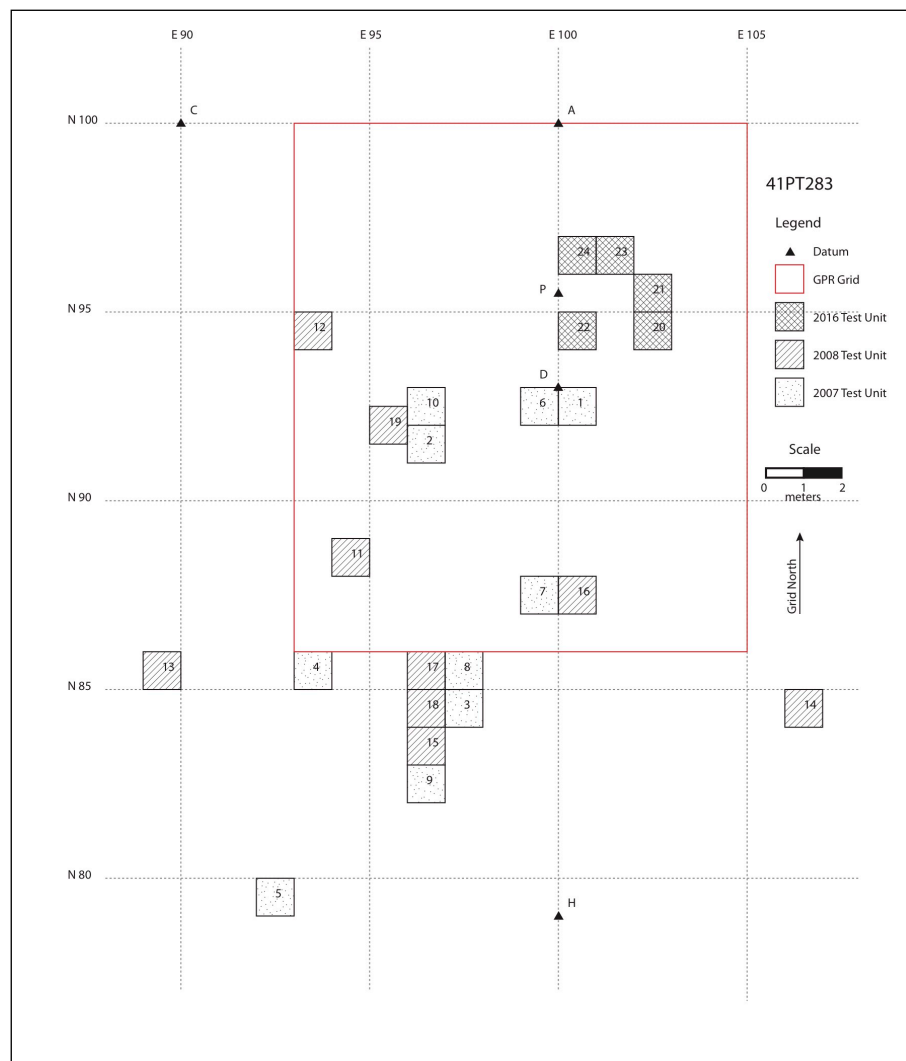 E 90 E 95 E 100 E 105
C A
N 100
41PT283
Legend
Datum
GPR Grid
2016 Test Unit
2008 Test Unit
2007 Test Unit
24 23
P 21
N 95
12 22 20
D
10 6 1
19
2
Scale
0 1 2
meters
N 90
11
Grid North
7 16
13 4 17 8
N 85
18 3 14
15
9
N 80
5
H